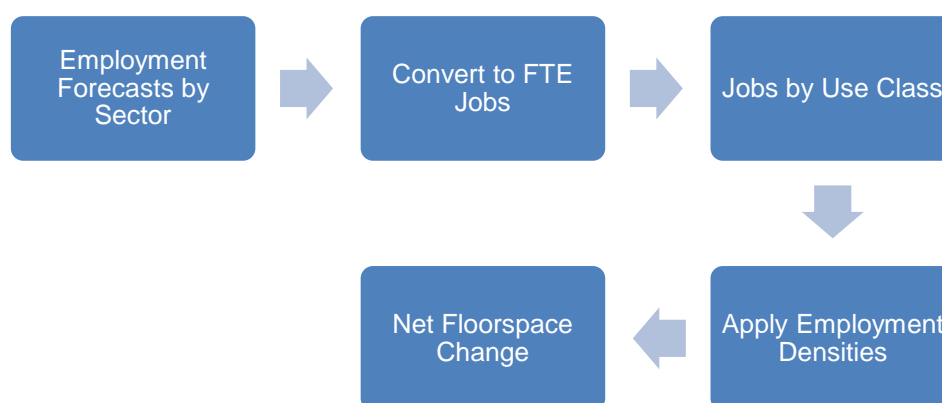 Employment
Forecasts by
Sector
Convert to FTE
Jobs
Jobs by Use Class
Net Floorspace
Change
Apply Employment
Densities